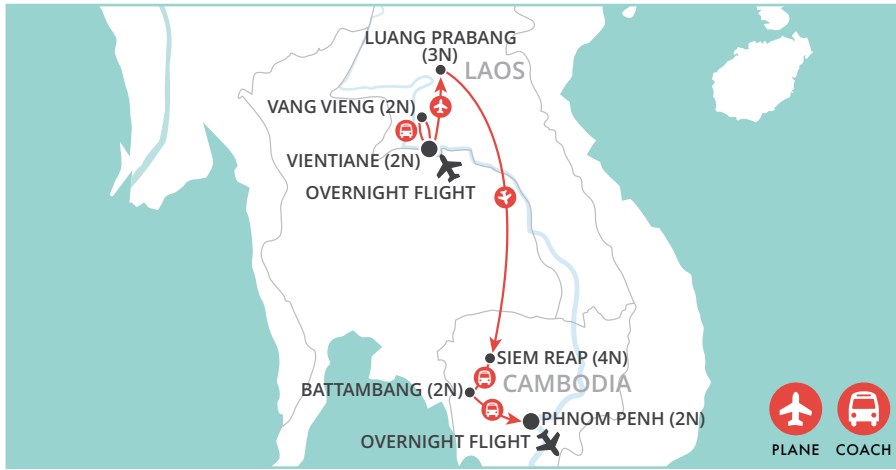 LUANG PRABANG
(3N)
LAOS
VANG VIENG (2N)
VIENTIANE (2N)
OVERNIGHT FLIGHT
SIEM REAP (4N)
CAMBODIA
BATTAMBANG (2N)
PHNOM PENH (2N)
OVERNIGHT FLIGHT
PLANE
COACH